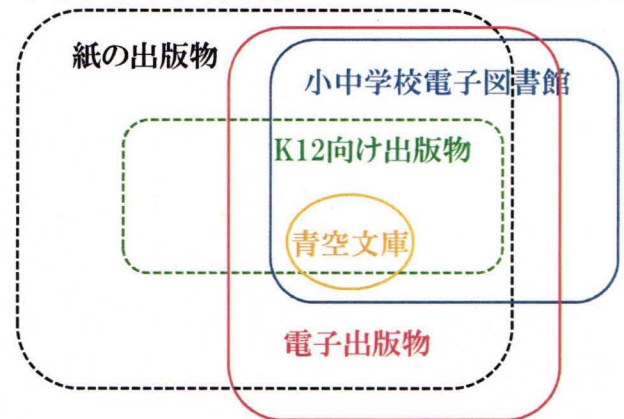 紙の出版物
小中学校電子図書館
K12向け出版物
青空文庫
電子出版物